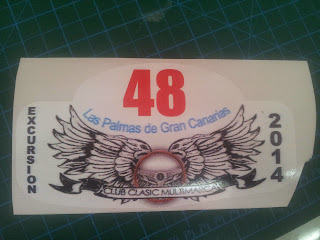 48
Las Palmas de Gran Canarias
EXCURSION
2014
CLUB CLASIC MULTIMARCA